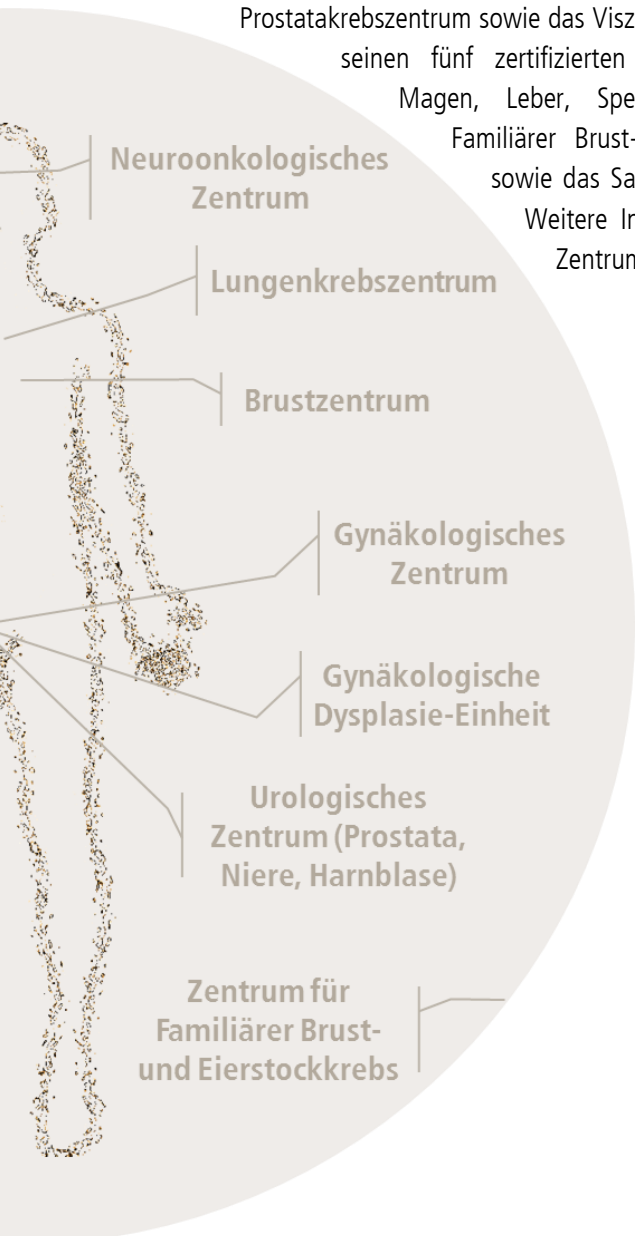 Prostatakrebszentrum sowie das Visz
seinen fünf zertifizierten
Magen, Leber, Spe
Familiärer Brust-
sowie das Sa
Weitere In
Zentrum
Neuroonkologisches
Zentrum
Lungenkrebszentrum
Brustzentrum
Gynäkologisches
Zentrum
Gynäkologische
Dysplasie-Einheit
Urologisches
Zentrum (Prostata,
Niere, Harnblase)
Zentrum für
Familiärer Brust-
und Eierstockkrebs